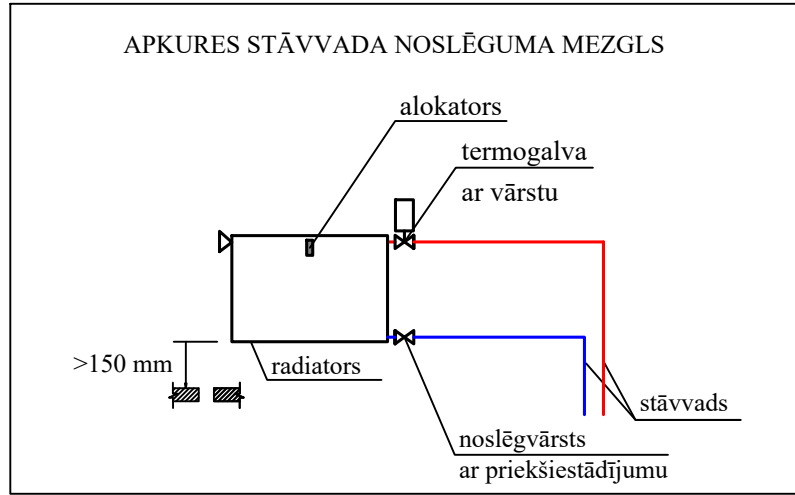 APKURES STĀVVADA NOSLĒGUMA MEZGLS
alokators
termogalva
ar vārstu
>150 mm
radiators
stāvvads
noslēgvārsts
ar priekšiestādījumu